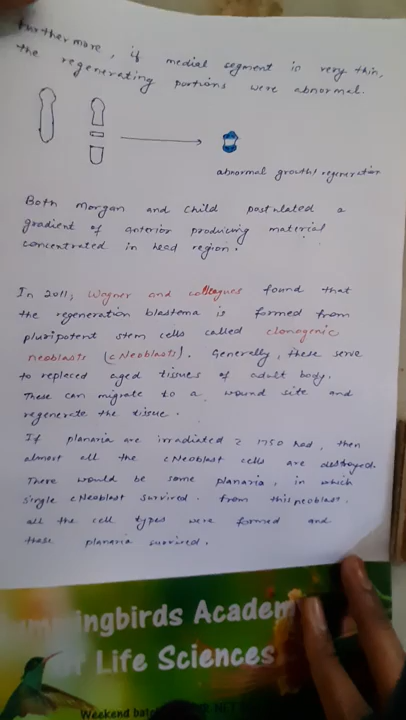 Furthermore, if medial segment is very thin,
the regenerating portions were abnormal.
abnormal growth/regeneration
Both Morgan and Child postulated a
gradient of anterior producing material
concentrated in head region.
In 2011, Wagner and colleagues found that
the regeneration blastema is formed from
pluripotent stem cells called clonogenic
neoblasts (cNeoblasts). Generally, these serve
to replaced aged tissues of adult body.
These can migrate to a wound site and
regenerate the tissue.
If planaria are irradiated 1750 Rad, then
almost all the cNeoblast cells are destroyed.
There would be some planaria, in which
single cNeoblast survived. From this neoblast,
all the cell types were formed and
these planaria survived.
mmingbirds Academ
r Life Sciences
Weekend batc NET